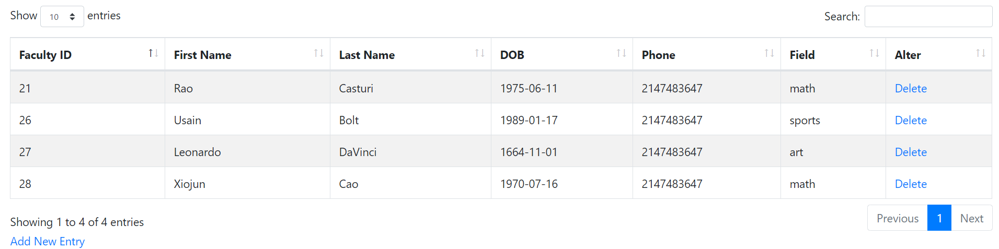 Show 10 entries Search:
Faculty ID First Name Last Name DOB Phone Field Alter
21 Rao Casturi 1975-06-11 2147483647 math Delete
26 Usain Bolt 1989-01-17 2147483647 sports Delete
27 Leonardo DaVinci 1664-11-01 2147483647 art Delete
28 Xiojun Cao 1970-07-16 2147483647 math Delete
Showing 1 to 4 of 4 entries Previous 1 Next
Add New Entry